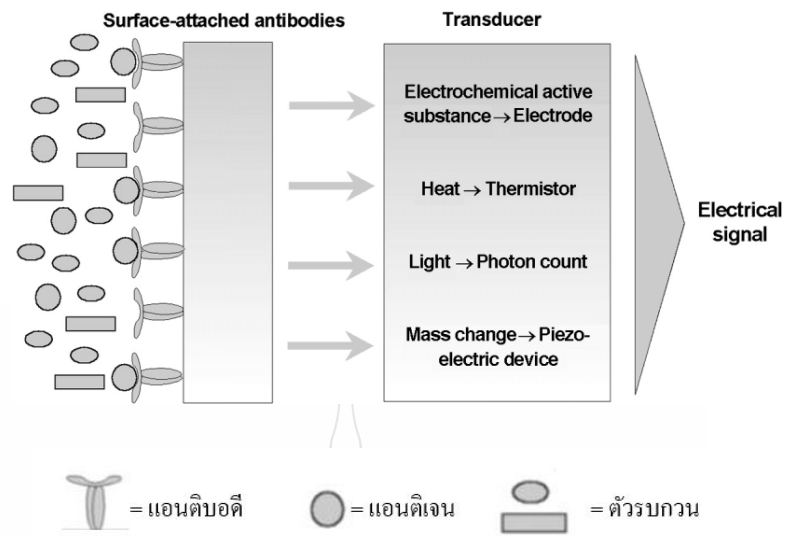 Surface-attached antibodies
Transducer
Electrochemical active
substance → Electrode
Heat → Thermistor
Light → Photon count
Mass change → Piezo-
electric device
Electrical
signal
= แอนติบอดี
= แอนติเจน
= ตัวรบกวน